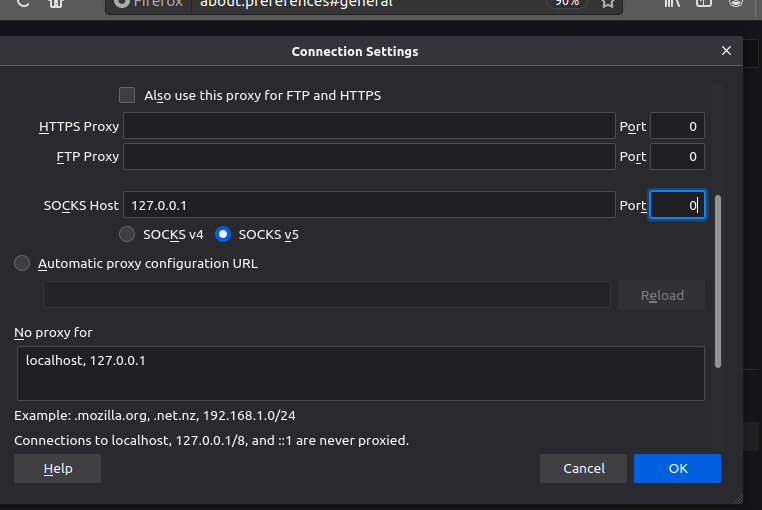 Firefox about:preferences#general 90%
Connection Settings
Also use this proxy for FTP and HTTPS
HTTPS Proxy Port 0
FTP Proxy Port 0
SOCKS Host 127.0.0.1 Port 0
SOCKS v4 SOCKS v5
Automatic proxy configuration URL
Reload
No proxy for
localhost, 127.0.0.1
Example: .mozilla.org, .net.nz, 192.168.1.0/24
Connections to localhost, 127.0.0.1/8, and ::1 are never proxied.
Help Cancel OK